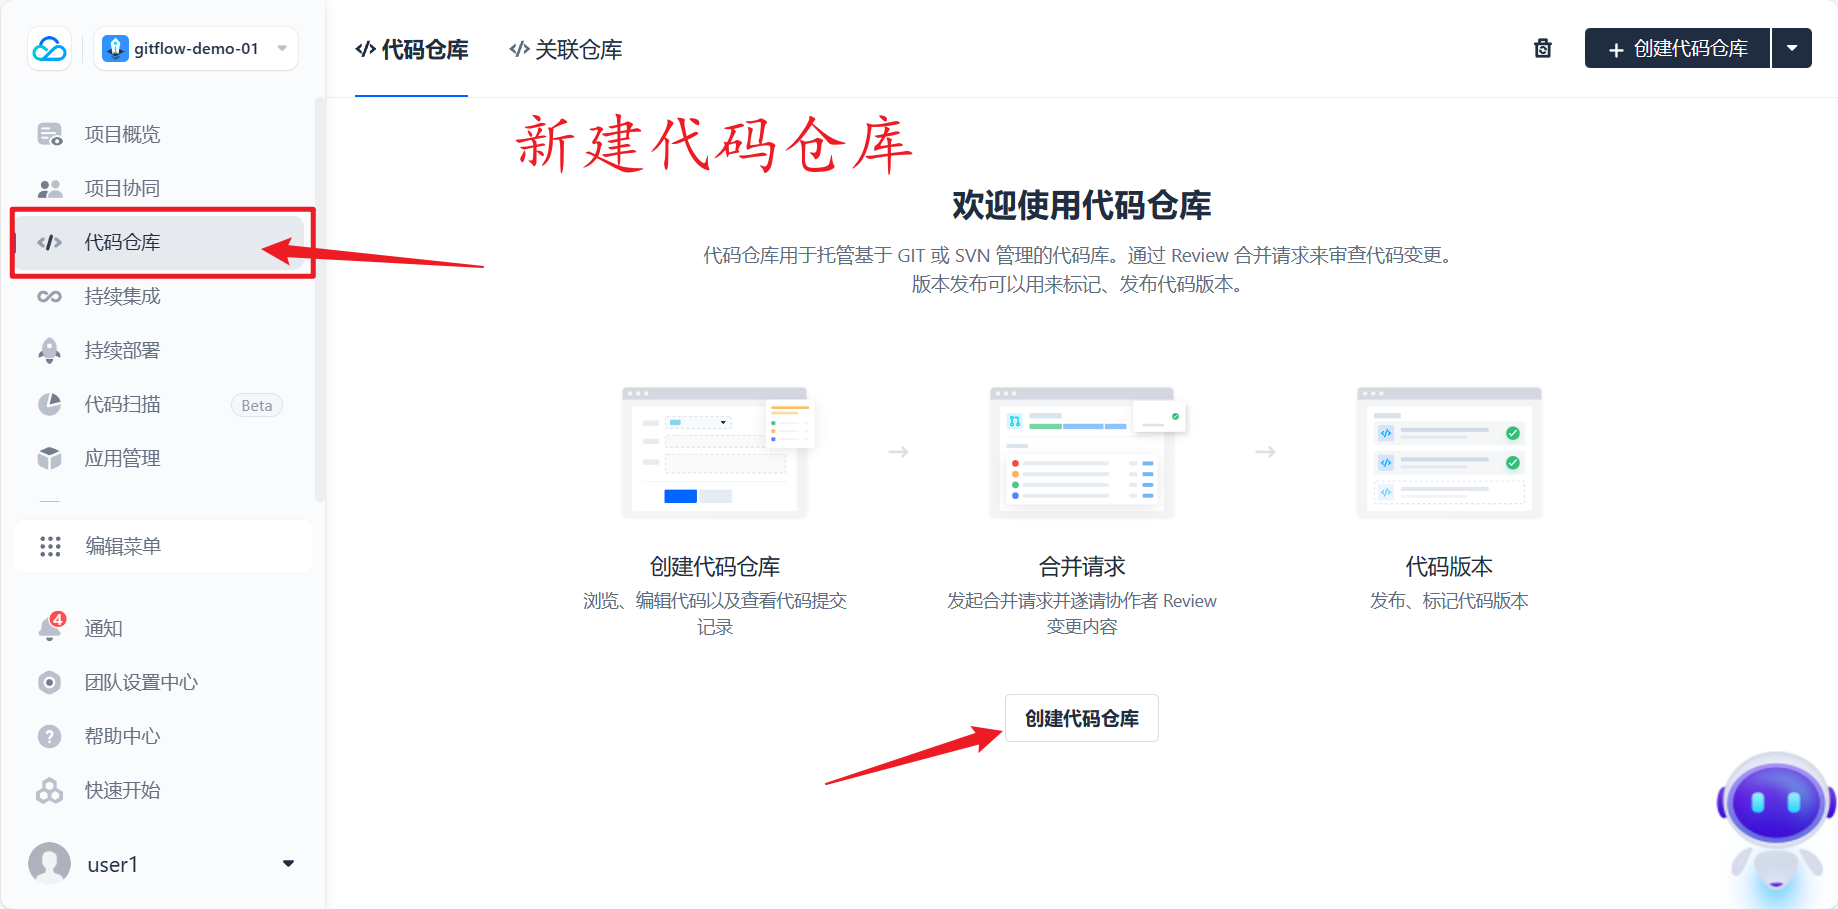 gitflow-demo-01
项目概览
项目协同
代码仓库
持续集成
持续部署
代码扫描 Beta
应用管理
编辑菜单
4
通知
团队设置中心
帮助中心
快速开始
user1
代码仓库
关联仓库
创建代码仓库
新建代码仓库
欢迎使用代码仓库
代码仓库用于托管基于 GIT 或 SVN 管理的代码库。通过 Review 合并请求来审查代码变更。
版本发布可以用来标记、发布代码版本。
创建代码仓库
浏览、编辑代码以及查看代码提交
记录
合并请求
发起合并请求并邀请协作者 Review
变更内容
代码版本
发布、标记代码版本
创建代码仓库